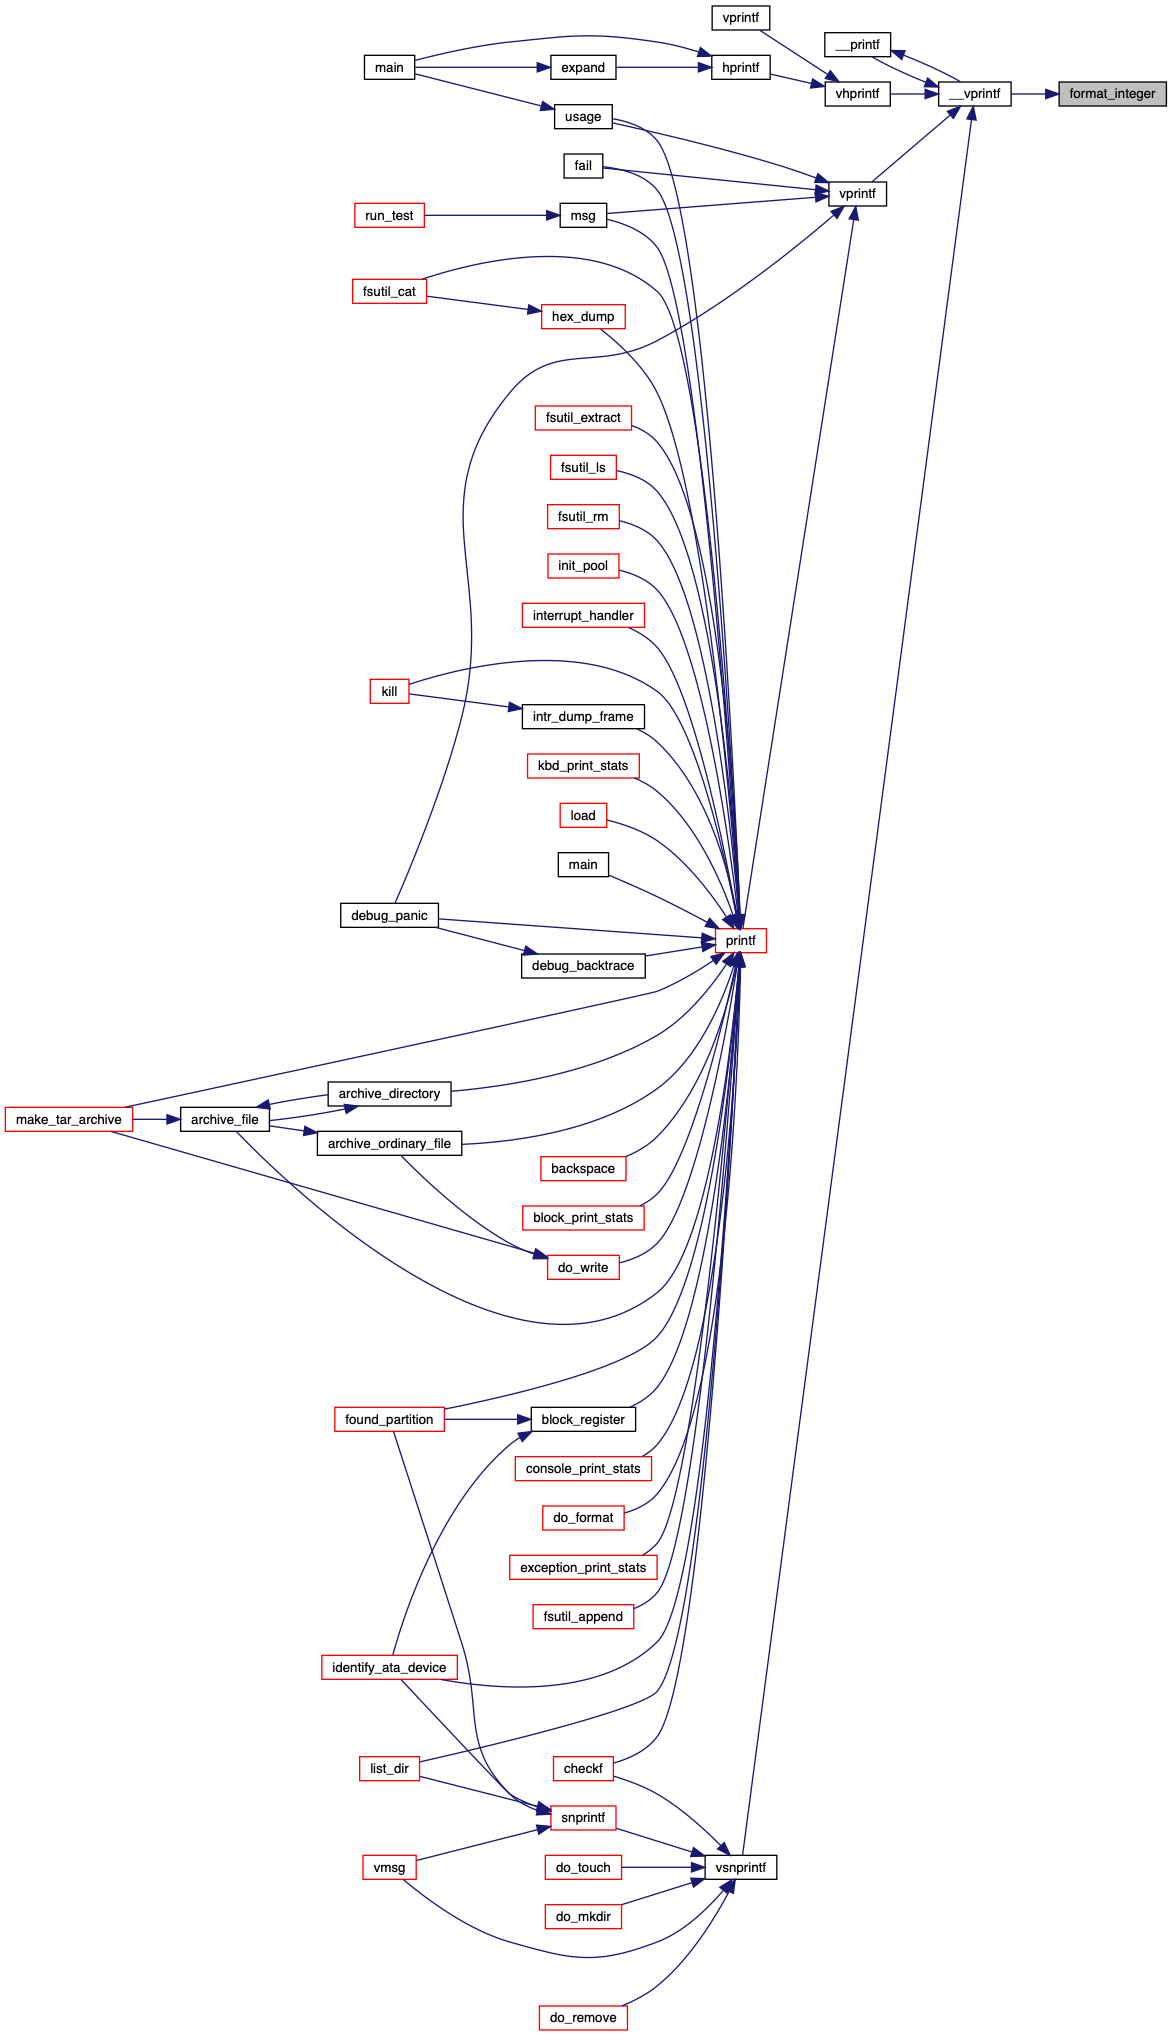 vprintf
__printf
main
expand
hprintf
vhprintf
__vprintf
format_integer
usage
fail
vprintf
run_test
msg
fsutil_cat
hex_dump
fsutil_extract
fsutil_ls
fsutil_rm
init_pool
interrupt_handler
kill
intr_dump_frame
kbd_print_stats
load
main
debug_panic
printf
debug_backtrace
archive_directory
make_tar_archive
archive_file
archive_ordinary_file
backspace
block_print_stats
do_write
found_partition
block_register
console_print_stats
do_format
exception_print_stats
fsutil_append
identify_ata_device
list_dir
checkf
snprintf
vmsg
do_touch
vsnprintf
do_mkdir
do_remove